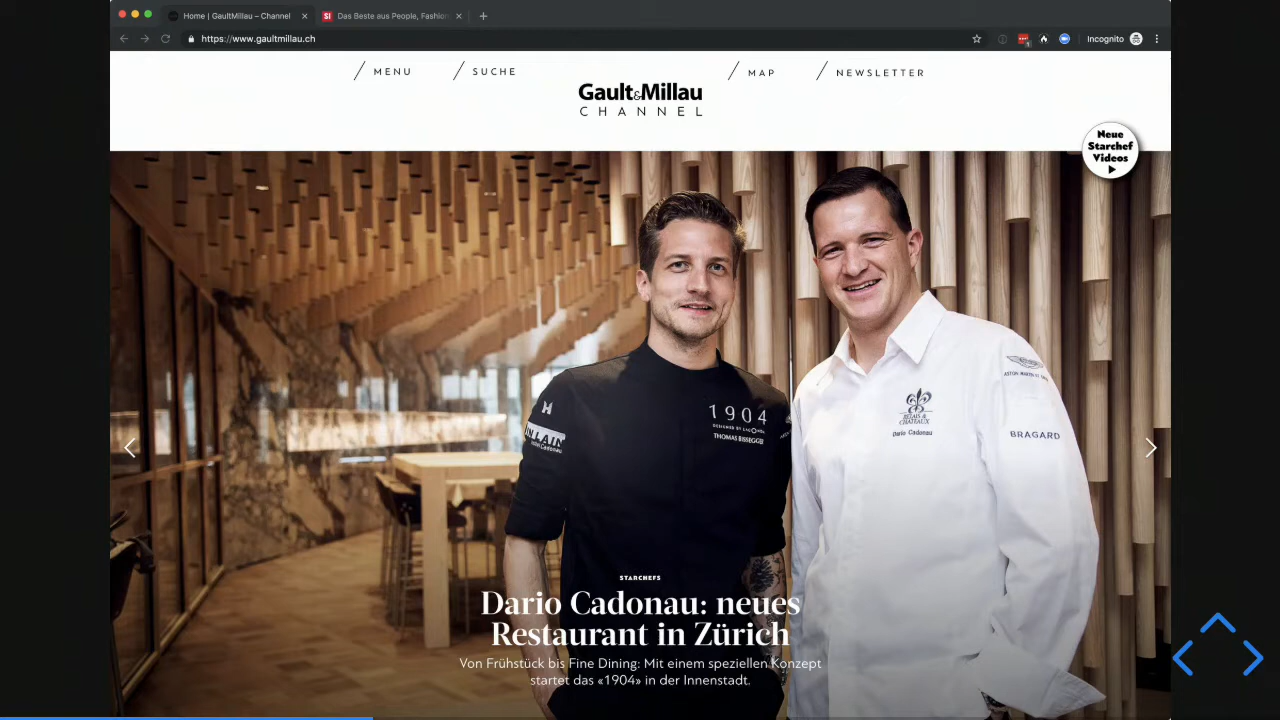 Home | GaultMillau – Channel
Das Beste aus People, Fashion
https://www.gaultmillau.ch
Incognito
MENU
SUCHE
MAP
NEWSLETTER
Gault&Millau
CHANNEL
Neue
Starchef
Videos
1904
THOMAS BISSEGGER
RELAIS &
CHATEAUX
Dario Cadonau
BRAGARD
STARCHEFS
Dario Cadonau: neues
Restaurant in Zürich
Von Frühstück bis Fine Dining: Mit einem speziellen Konzept
startet das «1904» in der Innenstadt.